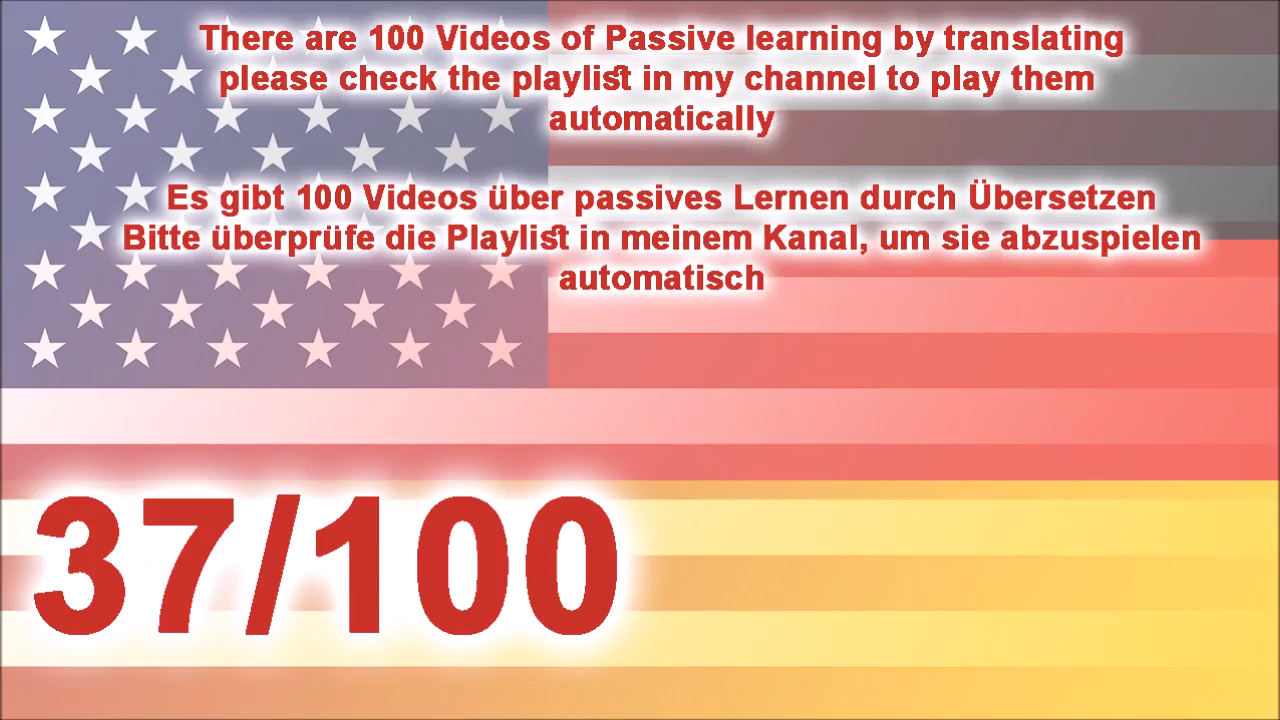 There are 100 Videos of Passive learning by translating
please check the playlist in my channel to play them
automatically
Es gibt 100 Videos über passives Lernen durch Übersetzen
Bitte überprüfe die Playlist in meinem Kanal, um sie abzuspielen
automatisch
37/100